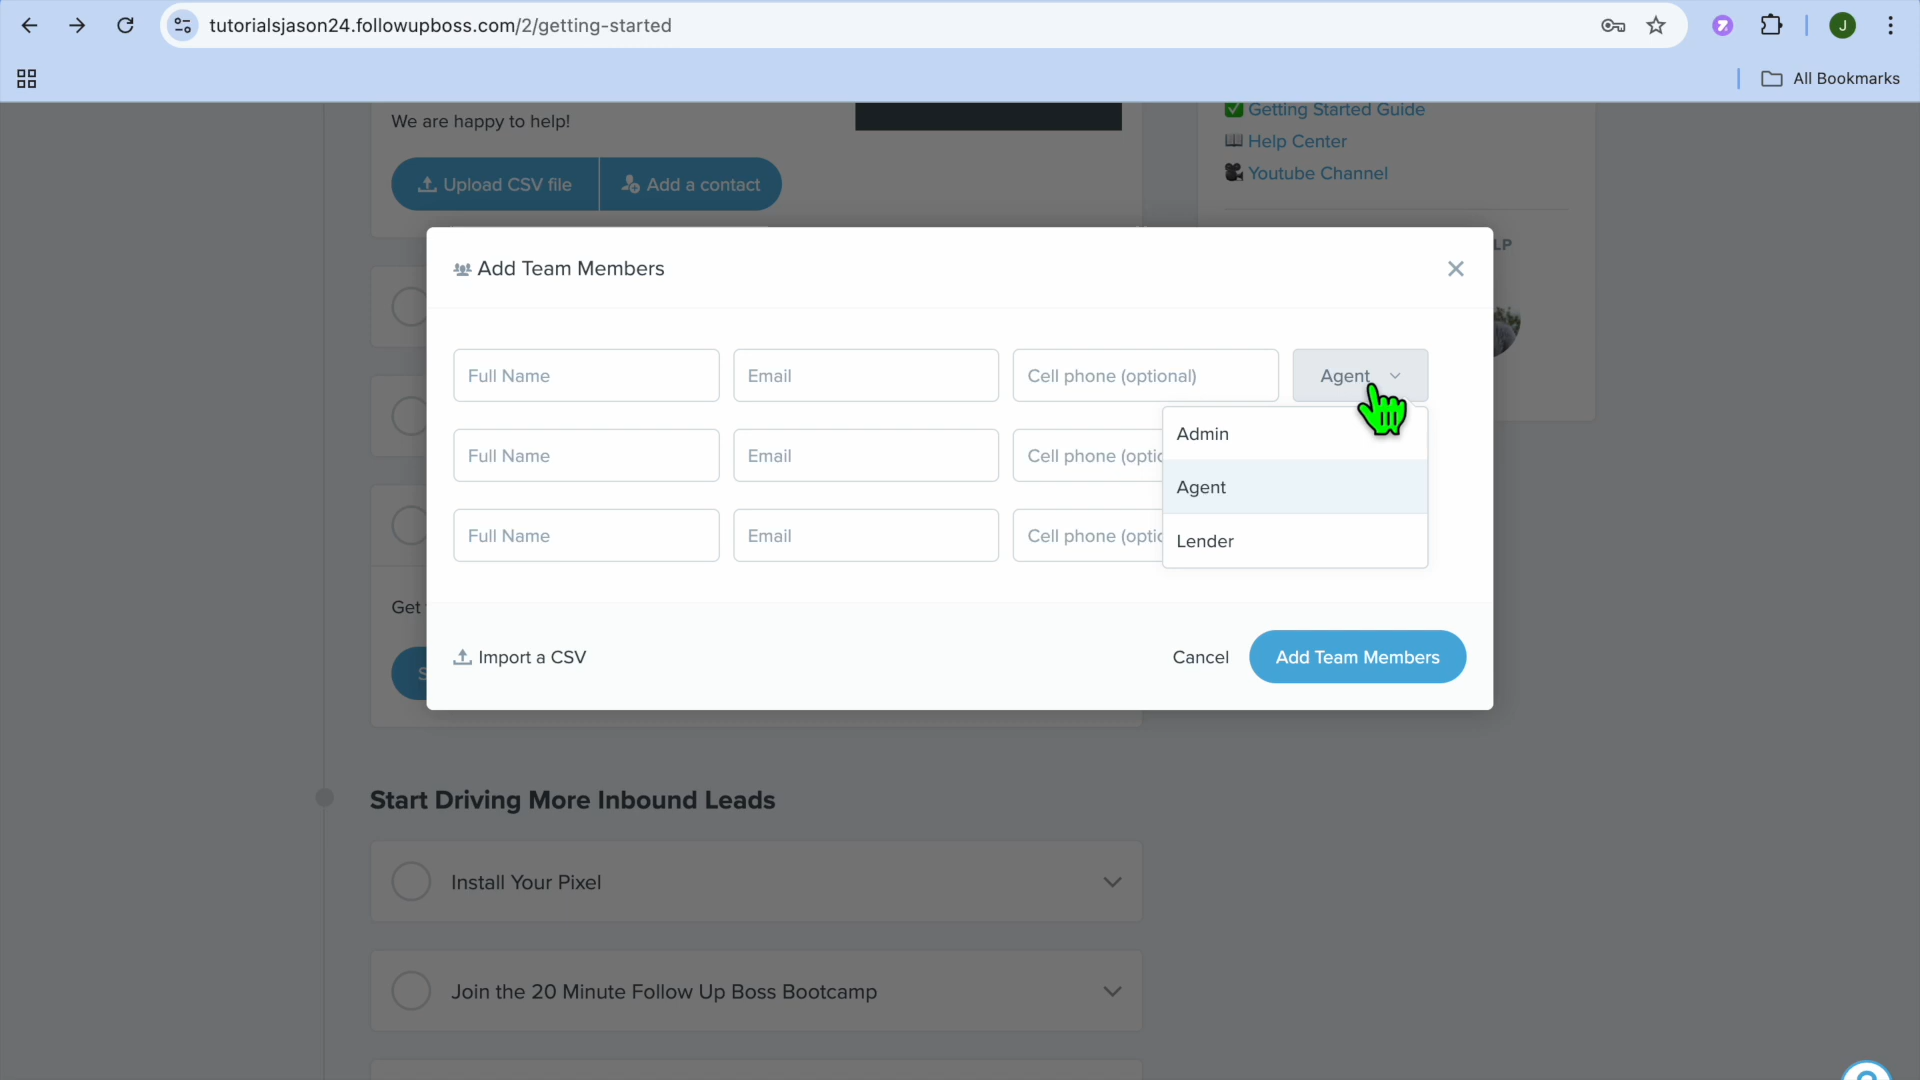 tutorialsjason24.followupboss.com/2/getting-started
J
All Bookmarks
We are happy to help!
Upload CSV file
Add a contact
Getting Started Guide
Help Center
Youtube Channel
LP
Add Team Members
Full Name
Email
Cell phone (optional)
Agent
Full Name
Email
Cell phone (optic
Full Name
Email
Cell phone (optic
Admin
Agent
Lender
Get
S
Import a CSV
Cancel
Add Team Members
Start Driving More Inbound Leads
Install Your Pixel
Join the 20 Minute Follow Up Boss Bootcamp